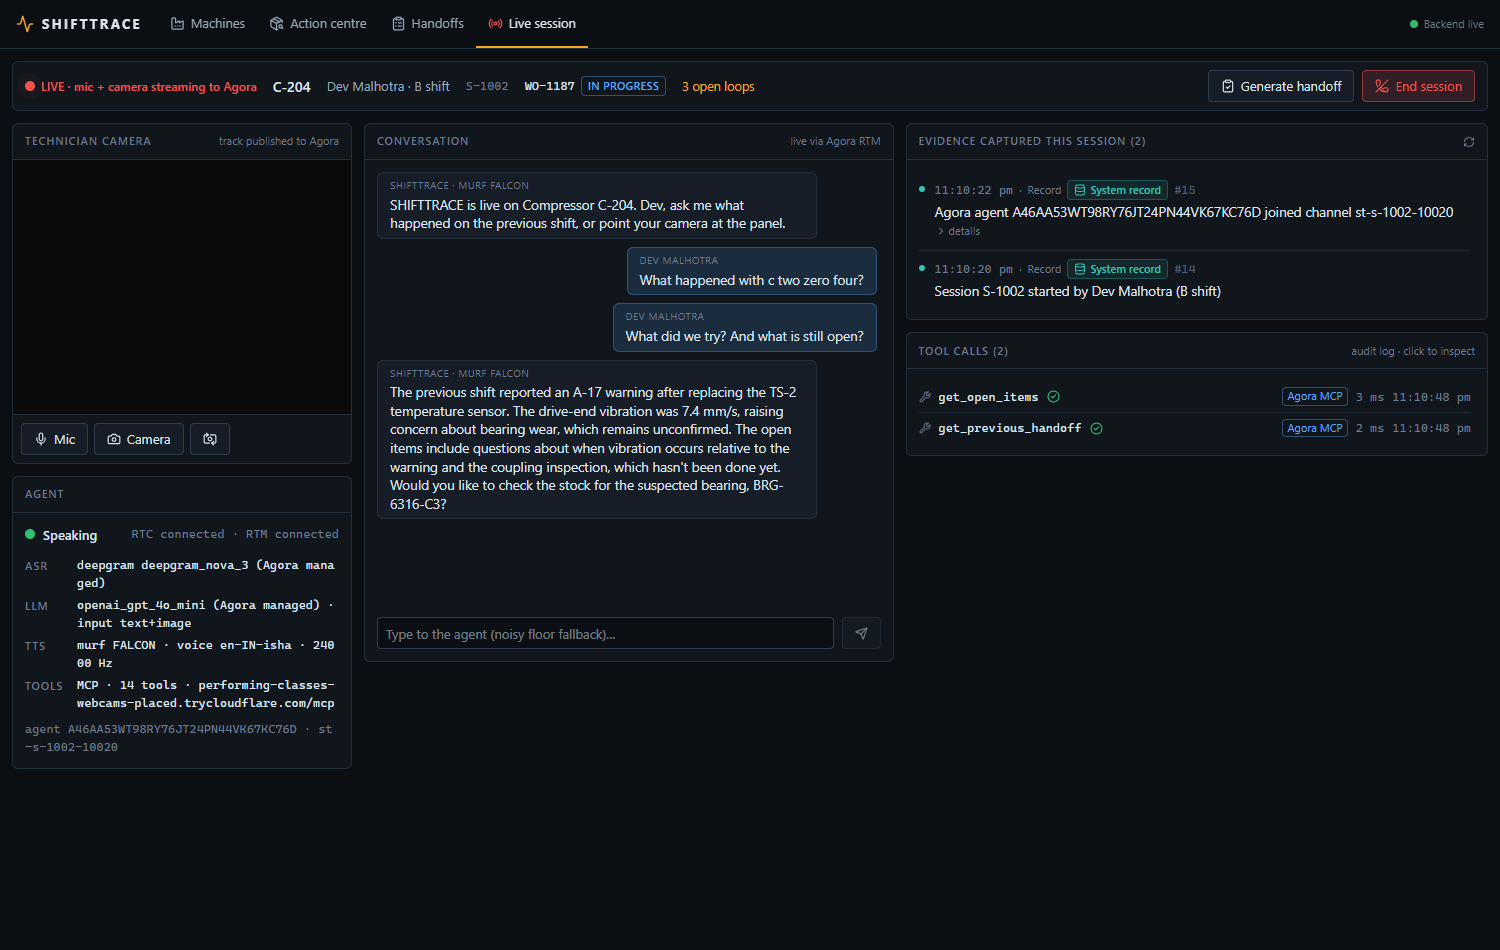 SHIFTTRACE
Machines
Action centre
Handoffs
Live session
Backend live
LIVE · mic + camera streaming to Agora
C-204
Dev Malhotra · B shift
S-1002
WO-1187
IN PROGRESS
3 open loops
Generate handoff
End session
TECHNICIAN CAMERA
track published to Agora
Mic
Camera
AGENT
Speaking
RTC connected · RTM connected
ASR
deepgram deepgram_nova_3 (Agora mana
ged)
LLM
openai_gpt_4o_mini (Agora managed) ·
input text+image
TTS
murf FALCON · voice en-IN-isha · 240
00 Hz
TOOLS
MCP · 14 tools · performing-classes-
webcams-placed.trycloudflare.com/mcp
agent A46AA53WT98RY76JT24PN44VK67KC76D · st
-s-1002-10020
CONVERSATION
live via Agora RTM
SHIFTTRACE · MURF FALCON
SHIFTTRACE is live on Compressor C-204. Dev, ask me what
happened on the previous shift, or point your camera at the panel.
DEV MALHOTRA
What happened with c two zero four?
DEV MALHOTRA
What did we try? And what is still open?
SHIFTTRACE · MURF FALCON
The previous shift reported an A-17 warning after replacing the TS-2
temperature sensor. The drive-end vibration was 7.4 mm/s, raising
concern about bearing wear, which remains unconfirmed. The open
items include questions about when vibration occurs relative to the
warning and the coupling inspection, which hasn't been done yet.
Would you like to check the stock for the suspected bearing, BRG-
6316-C3?
Type to the agent (noisy floor fallback)...
EVIDENCE CAPTURED THIS SESSION (2)
11:10:22 pm · Record
System record
#15
Agora agent A46AA53WT98RY76JT24PN44VK67KC76D joined channel st-s-1002-10020
> details
11:10:20 pm · Record
System record
#14
Session S-1002 started by Dev Malhotra (B shift)
TOOL CALLS (2)
audit log · click to inspect
get_open_items
Agora MCP
3 ms 11:10:48 pm
get_previous_handoff
Agora MCP
2 ms 11:10:48 pm